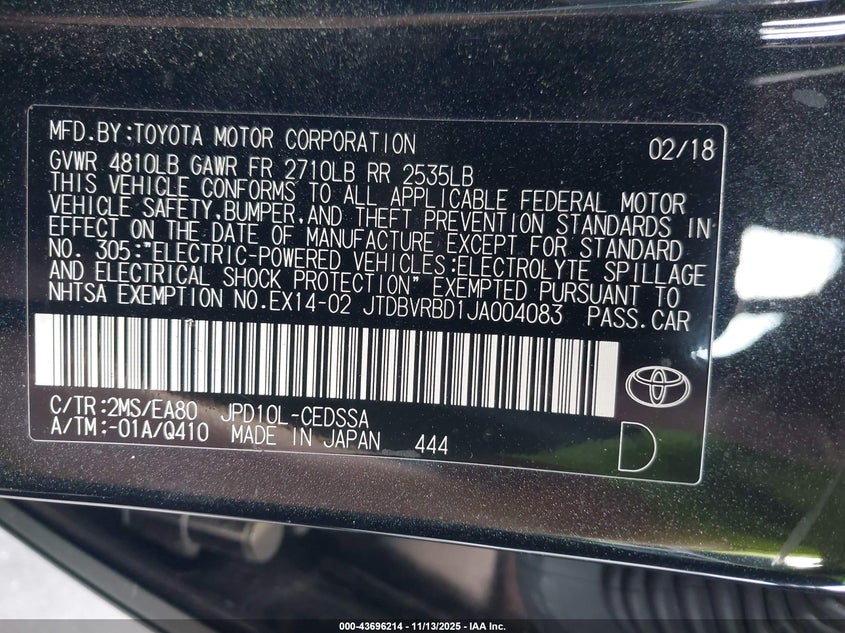 MFD.BY:TOYOTA MOTOR CORPORATION 02/18
GVWR 4810LB GAWR FR 2710LB RR 2535LB
THIS VEHICLE CONFORMS TO ALL APPLICABLE FEDERAL MOTOR
VEHICLE SAFETY,BUMPER,AND THEFT PREVENTION STANDARDS IN
EFFECT ON THE DATE OF MANUFACTURE EXCEPT FOR STANDARD
NO. 305:"ELECTRIC-POWERED VEHICLES:ELECTROLYTE SPILLAGE
AND ELECTRICAL SHOCK PROTECTION" EXEMPTED PURSUANT TO
NHTSA EXEMPTION NO.EX14-02 JTDBVRBD1JA004083 PASS.CAR
C/TR:2MS/EA80 JPD10L-CEDSSA
A/TM:-01A/Q410 MADE IN JAPAN 444
D
000-43696214 - 11/13/2025 - IAA Inc.